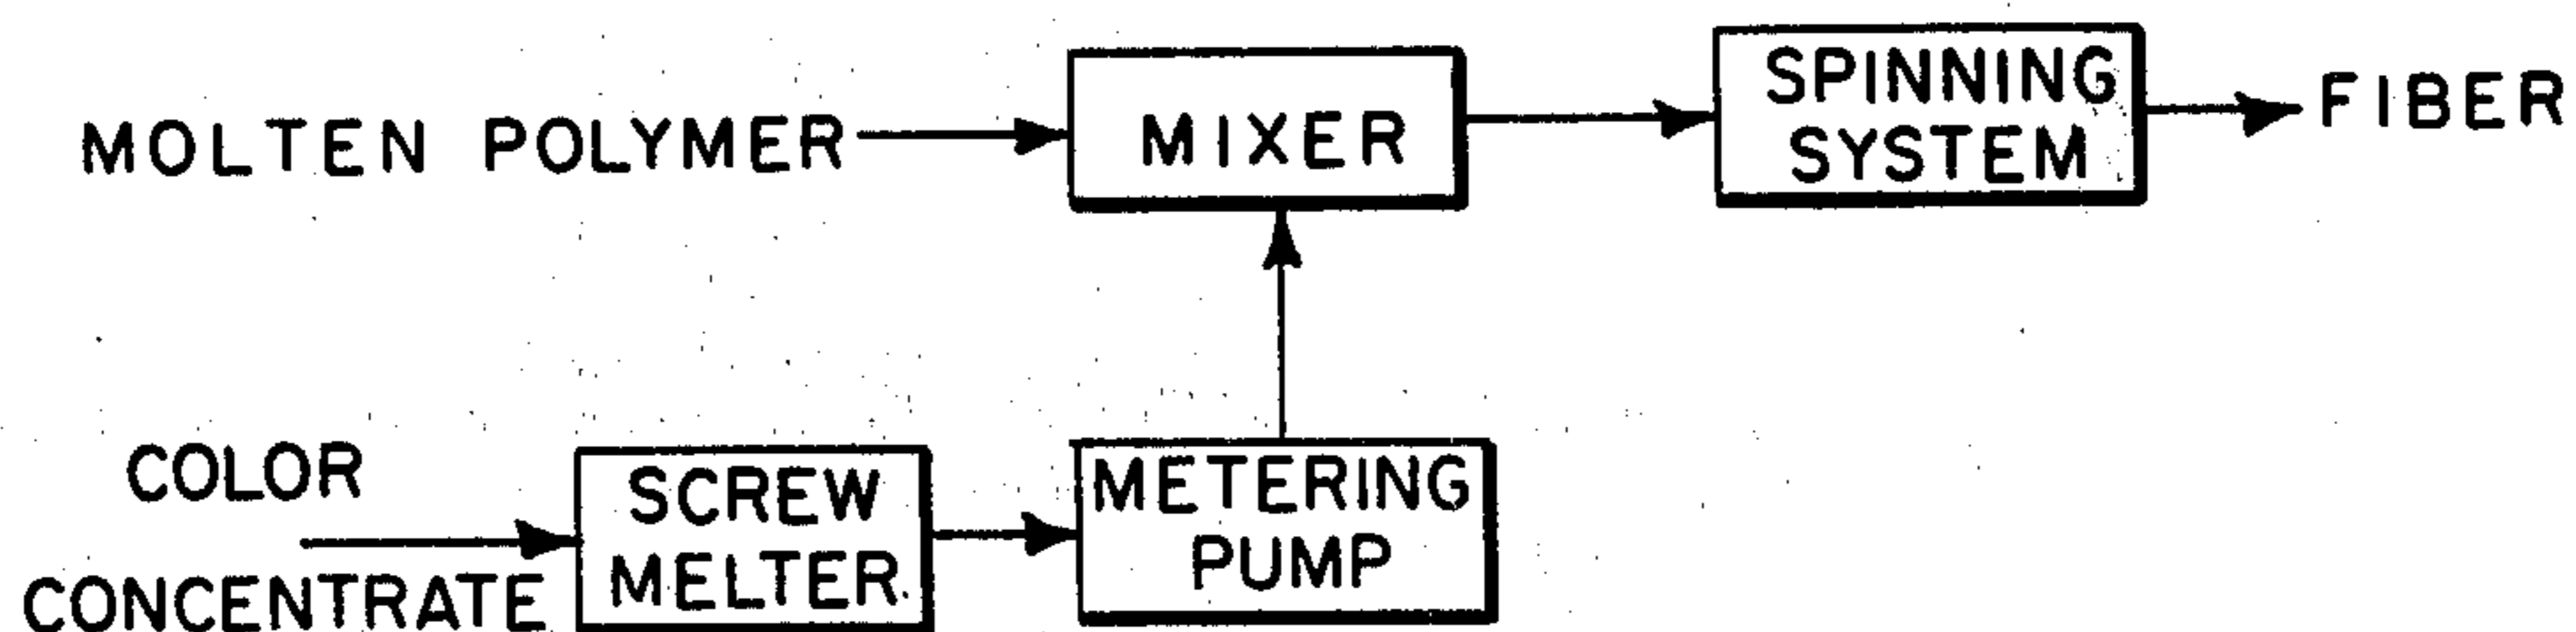 MOLTEN POLYMER
MIXER
SPINNING
SYSTEM
FIBER
COLOR
CONCENTRATE
SCREW
MELTER
METERING
PUMP